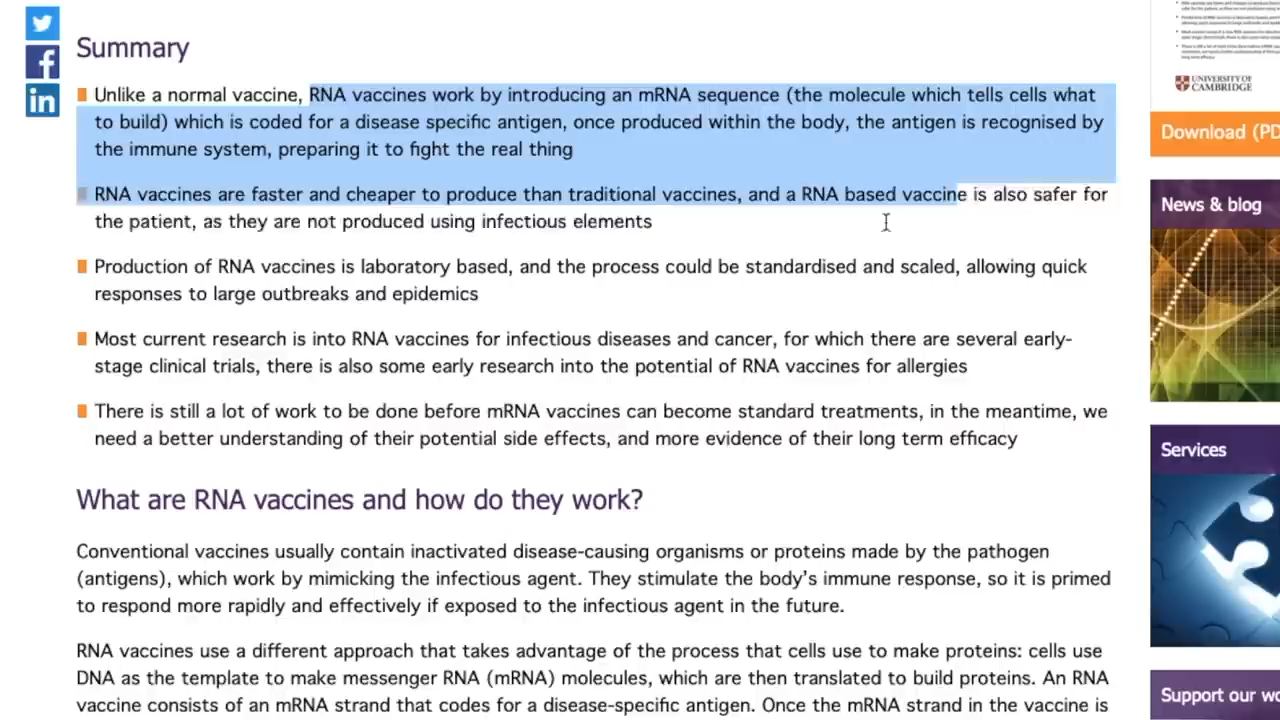 Summary
Unlike a normal vaccine, RNA vaccines work by introducing an mRNA sequence (the molecule which tells cells what
to build) which is coded for a disease specific antigen, once produced within the body, the antigen is recognised by
the immune system, preparing it to fight the real thing
RNA vaccines are faster and cheaper to produce than traditional vaccines, and a RNA based vaccine is also safer for
the patient, as they are not produced using infectious elements
Production of RNA vaccines is laboratory based, and the process could be standardised and scaled, allowing quick
responses to large outbreaks and epidemics
Most current research is into RNA vaccines for infectious diseases and cancer, for which there are several early-
stage clinical trials, there is also some early research into the potential of RNA vaccines for allergies
There is still a lot of work to be done before mRNA vaccines can become standard treatments, in the meantime, we
need a better understanding of their potential side effects, and more evidence of their long term efficacy
What are RNA vaccines and how do they work?
Conventional vaccines usually contain inactivated disease-causing organisms or proteins made by the pathogen
(antigens), which work by mimicking the infectious agent. They stimulate the body’s immune response, so it is primed
to respond more rapidly and effectively if exposed to the infectious agent in the future.
RNA vaccines use a different approach that takes advantage of the process that cells use to make proteins: cells use
DNA as the template to make messenger RNA (mRNA) molecules, which are then translated to build proteins. An RNA
vaccine consists of an mRNA strand that codes for a disease-specific antigen. Once the mRNA strand in the vaccine is
UNIVERSITY OF
CAMBRIDGE
Download (PD
News & blog
Services
Support our wo